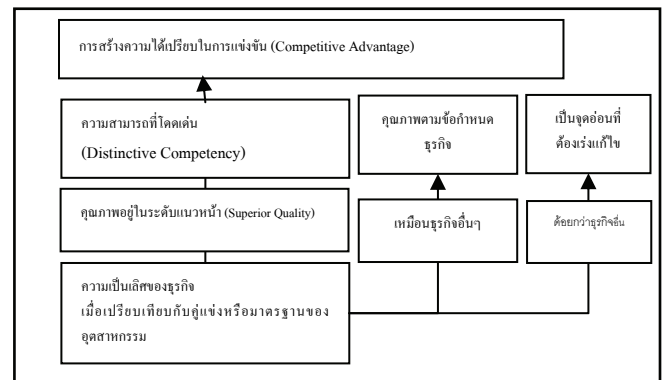 การสร้างความได้เปรียบในการแข่งขัน (Competitive Advantage)
ความสามารถที่โดดเด่น
(Distinctive Competency)
คุณภาพตามข้อกำหนด
ธุรกิจ
เป็นจุดอ่อนที่
ต้องเร่งแก้ไข
คุณภาพอยู่ในระดับแนวหน้า (Superior Quality)
เหมือนธุรกิจอื่นๆ
ด้อยกว่าธุรกิจอื่น
ความเป็นเลิศของธุรกิจ
เมื่อเปรียบเทียบกับคู่แข่งหรือมาตรฐานของ
อุตสาหกรรม